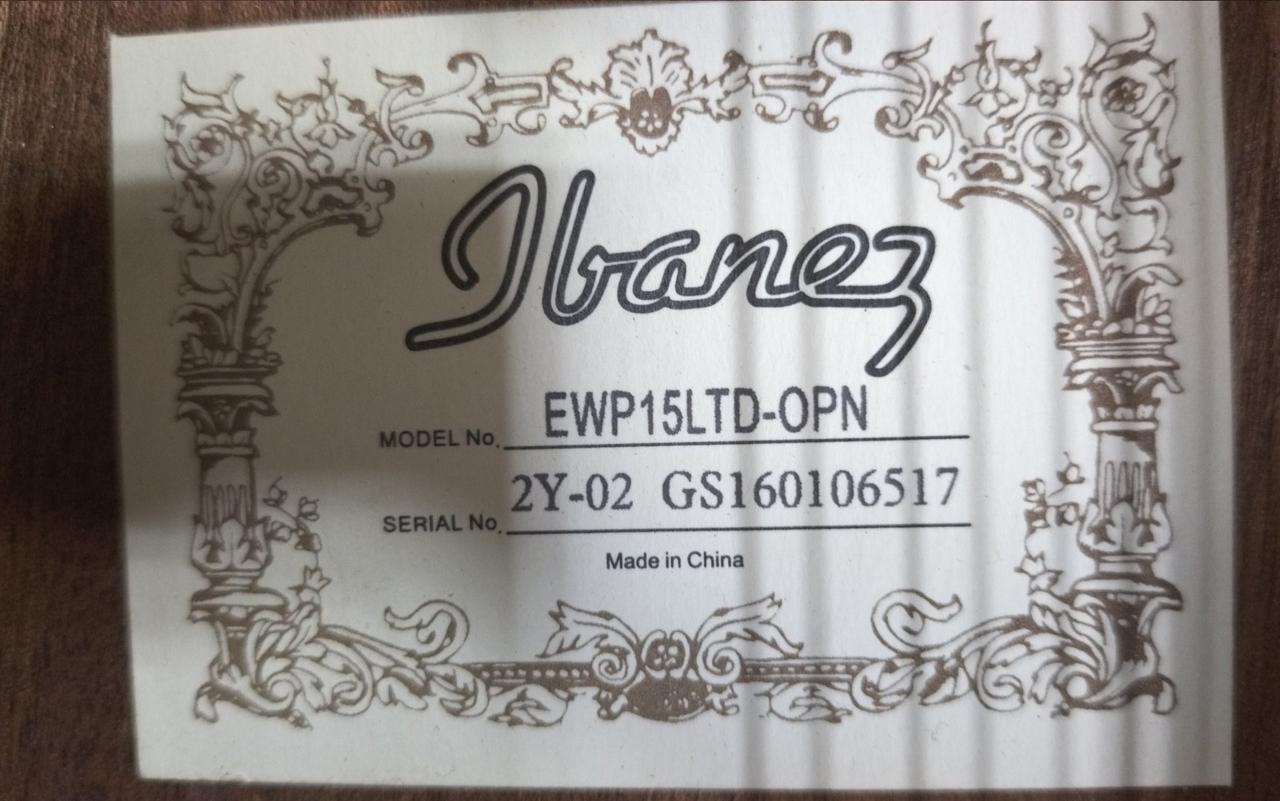 Ibanez
MODEL No. EWP15LTD-OPN
SERIAL No. 2Y-02 GS160106517
Made in China